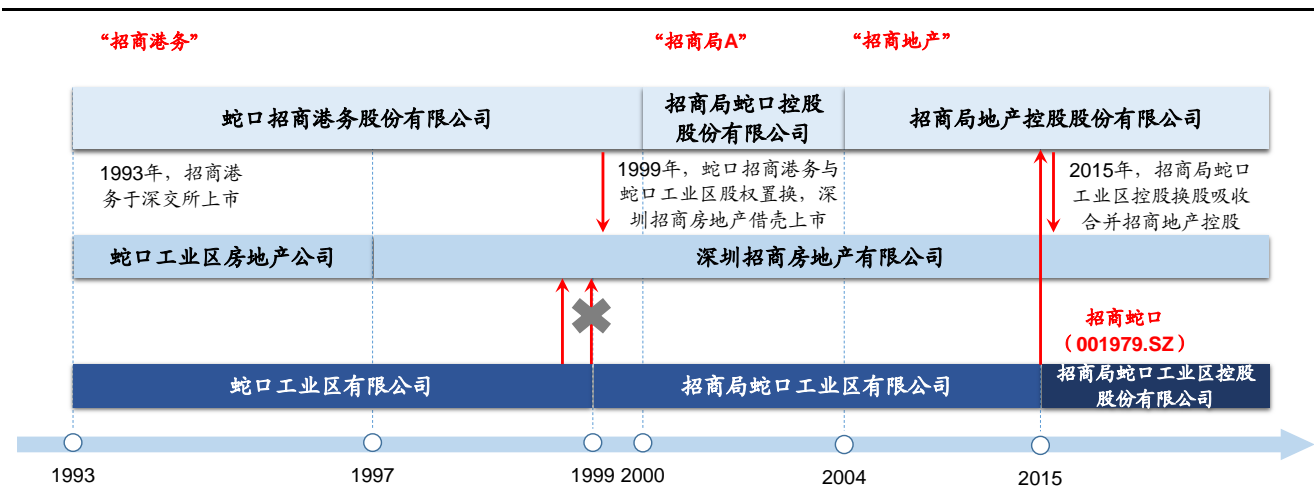 “招商港务”
“招商局A”
“招商地产”
蛇口招商港务股份有限公司
招商局蛇口控股
股份有限公司
招商局地产控股股份有限公司
1993年，招商港
务于深交所上市
1999年，蛇口招商港务与
蛇口工业区股权置换，深
圳招商房地产借壳上市
2015年，招商局蛇口
工业区控股换股吸收
合并招商地产控股
蛇口工业区房地产公司
深圳招商房地产有限公司
招商蛇口
（001979.SZ）
蛇口工业区有限公司
招商局蛇口工业区有限公司
招商局蛇口工业区控股
股份有限公司
1993
1997
1999
2000
2004
2015